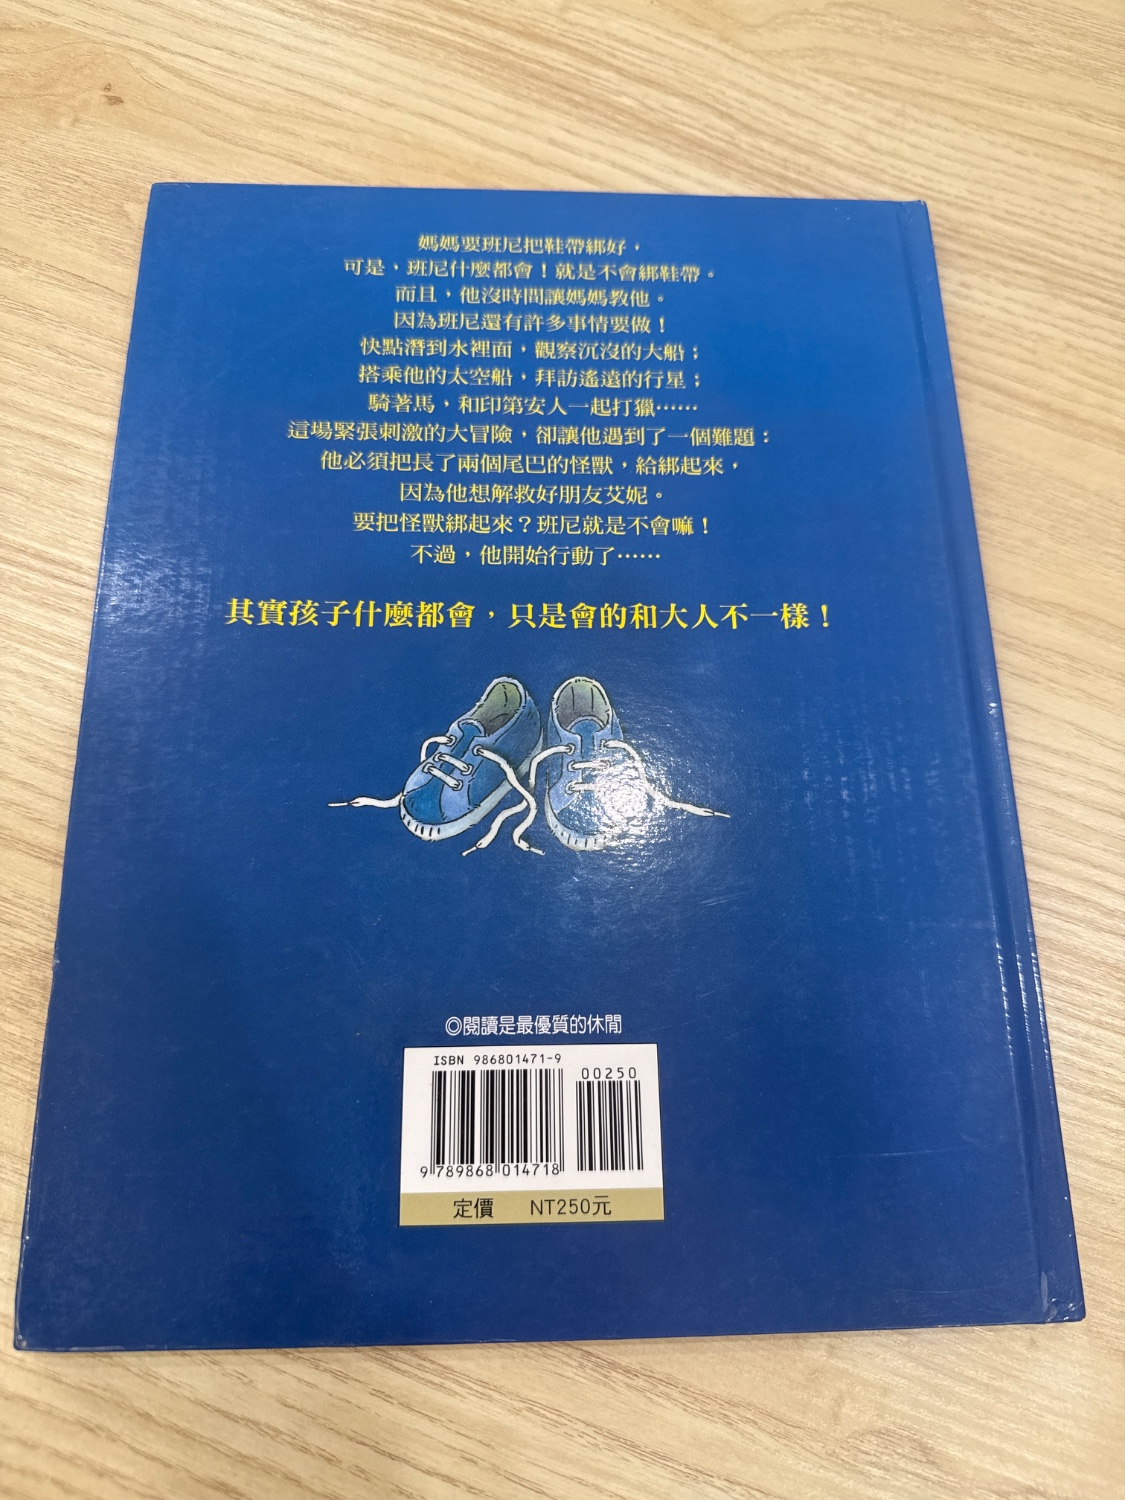 媽媽要班尼把鞋帶綁好，
可是，班尼什麼都會！就是不會綁鞋帶。
而且，他沒時間讓媽媽教他。
因為班尼還有許多事情要做！
快點潛到水裡面，觀察沉沒的大船；
搭乘他的太空船，拜訪遙遠的行星；
騎著馬，和印第安人一起打獵……
這場緊張刺激的大冒險，卻讓他遇到了一個難題：
他必須把長了兩個尾巴的怪獸，給綁起來，
因為他想解救好朋友艾妮。
要把怪獸綁起來？班尼就是不會嘛！
不過，他開始行動了……
其實孩子什麼都會，只是會的和大人不一樣！
◎閱讀是最優質的休閒
ISBN 986801471-9
00250
9 789868 014718
定價 NT250元